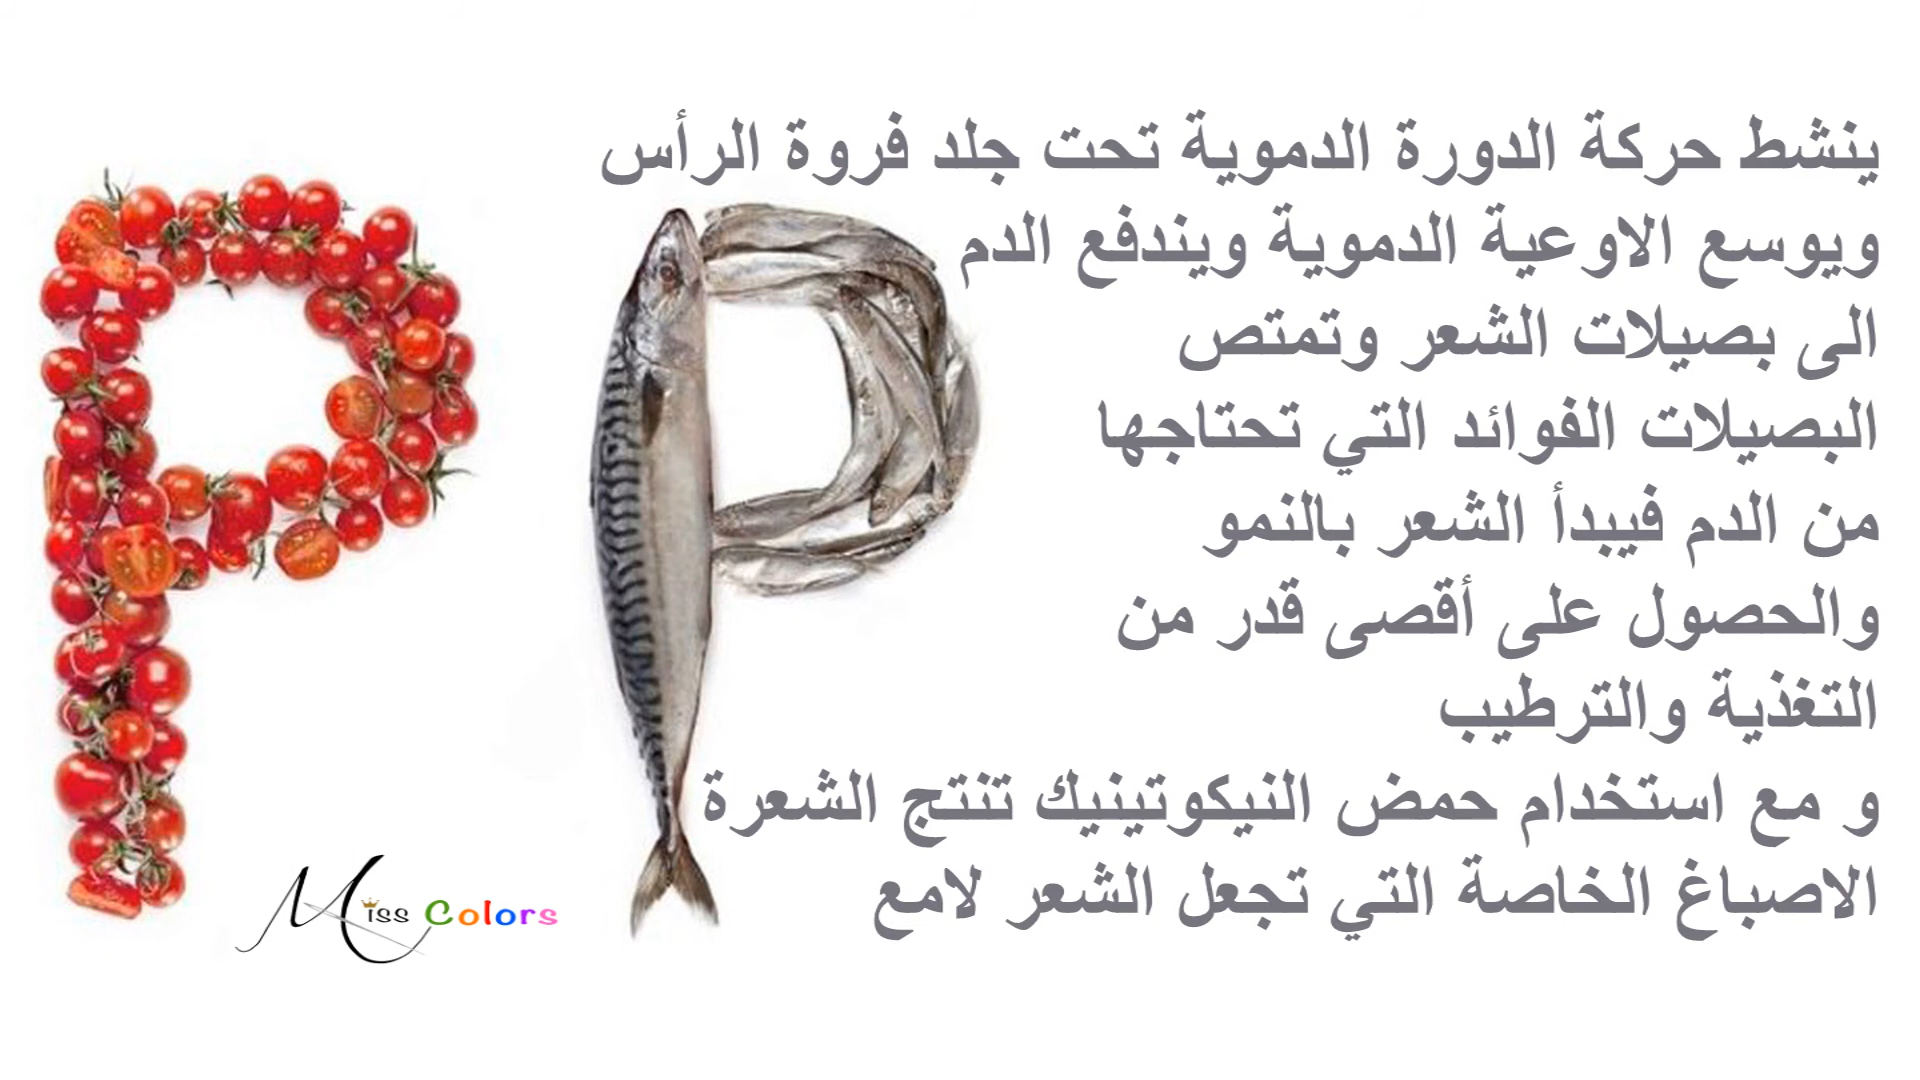 ينشط حركة الدورة الدموية تحت جلد فروة الرأس
ويوسع الاوعية الدموية ويندفع الدم
الى بصيلات الشعر وتمتص
البصيلات الفوائد التي تحتاجها
من الدم فيبدأ الشعر بالنمو
والحصول على أقصى قدر من
التغذية والترطيب
و مع استخدام حمض النيكوتينيك تنتج الشعرة
الاصباغ الخاصة التي تجعل الشعر لامع
P P
Miss Colors